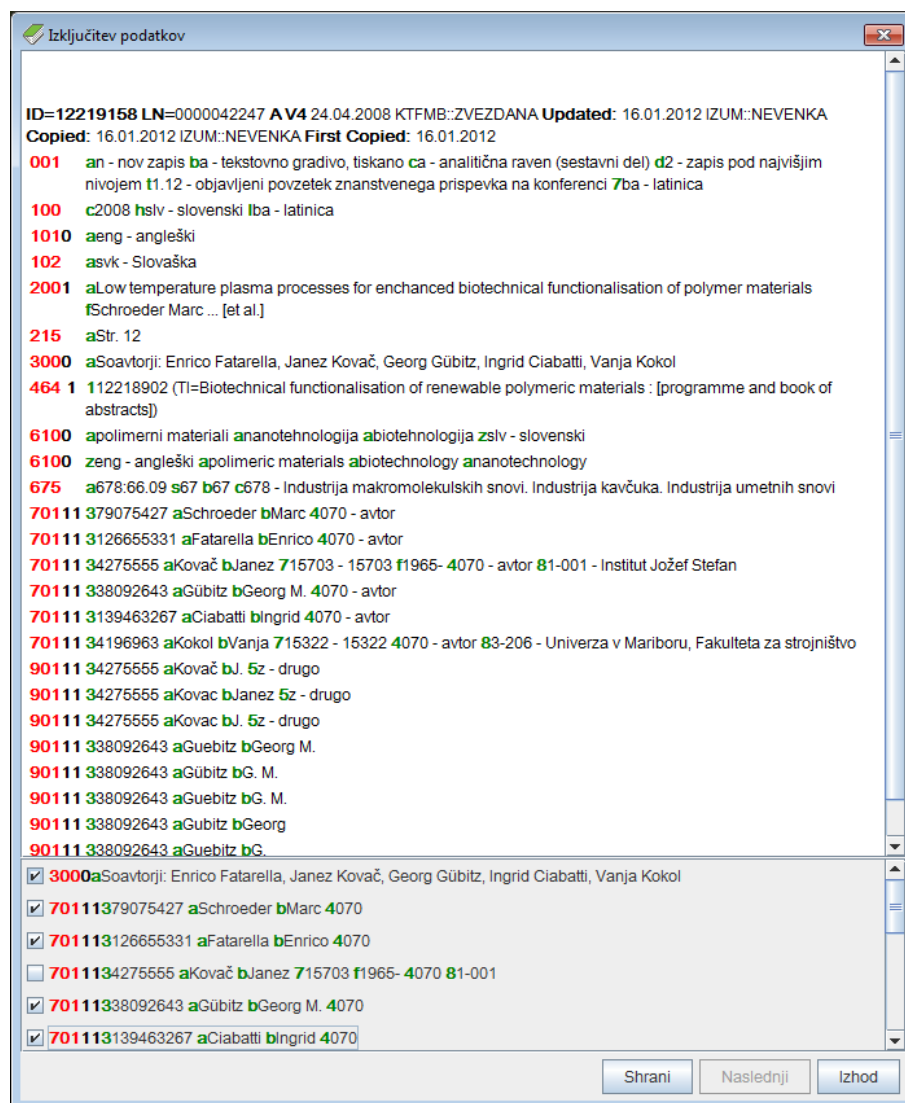 Izključitev podatkov
ID=12219158 LN=0000042247 A V4 24.04.2008 KTFMB::ZVEZDANA Updated: 16.01.2012 IZUM::NEVENKA
Copied: 16.01.2012 IZUM::NEVENKA First Copied: 16.01.2012
001 an - nov zapis ba - tekstovno gradivo, tiskano ca - analitična raven (sestavni del) d2 - zapis pod najvišjim
nivojem t1.12 - objavljeni povzetek znanstvenega prispevka na konferenci 7ba - latinica
100 c2008 hslv - slovenski lba - latinica
1010 aeng - angleški
102 asvk - Slovaška
2001 aLow temperature plasma processes for enchanced biotechnical functionalisation of polymer materials
fSchroeder Marc ... [et al.]
215 aStr. 12
3000 aSoavtorji: Enrico Fatarella, Janez Kovač, Georg Gübitz, Ingrid Ciabatti, Vanja Kokol
464 1 112218902 (TI=Biotechnical functionalisation of renewable polymeric materials : [programme and book of
abstracts])
6100 apolimerni materiali ananotehnologija abiotehnologija zslv - slovenski
6100 zeng - angleški apolimeric materials abiotechnology ananotechnology
675 a678:66.09 s67 b67 c678 - Industrija makromolekulskih snovi. Industrija kavčuka. Industrija umetnih snovi
70111 379075427 aSchroeder bMarc 4070 - avtor
70111 3126655331 aFatarella bEnrico 4070 - avtor
70111 34275555 aKovač bJanez 715703 - 15703 f1965- 4070 - avtor 81-001 - Institut Jožef Stefan
70111 338092643 aGübitz bGeorg M. 4070 - avtor
70111 3139463267 aCiabatti bIngrid 4070 - avtor
70111 34196963 aKokol bVanja 715322 - 15322 4070 - avtor 83-206 - Univerza v Mariboru, Fakulteta za strojništvo
90111 34275555 aKovač bJ. 5z - drugo
90111 34275555 aKovac bJanez 5z - drugo
90111 34275555 aKovac bJ. 5z - drugo
90111 338092643 aGuebitz bGeorg M.
90111 338092643 aGübitz bG. M.
90111 338092643 aGuebitz bG. M.
90111 338092643 aGubitz bGeorg
90111 338092643 aGuebitz bG.
3000aSoavtorji: Enrico Fatarella, Janez Kovač, Georg Gübitz, Ingrid Ciabatti, Vanja Kokol
70111379075427 aSchroeder bMarc 4070
701113126655331 aFatarella bEnrico 4070
7011134275555 aKovač bJanez 715703 f1965- 4070 81-001
70111338092643 aGübitz bGeorg M. 4070
701113139463267 aCiabatti bIngrid 4070
Shrani Naslednji Izhod